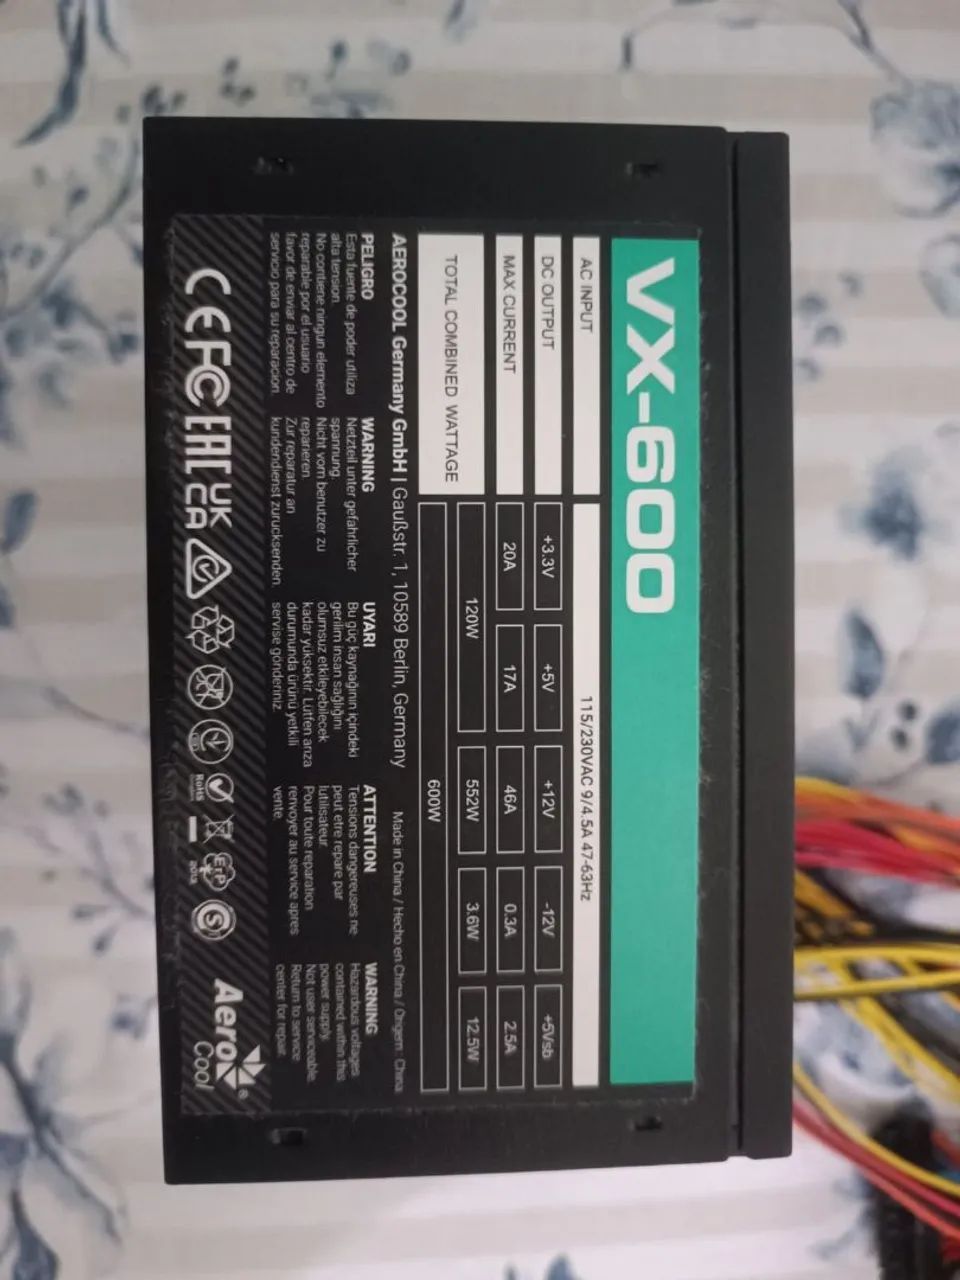 VX-600
AC INPUT 115/230VAC 9/4.5A 47-63Hz
DC OUTPUT +3.3V +5V +12V -12V +5Vsb
MAX CURRENT 20A 17A 46A 0.3A 2.5A
TOTAL COMBINED WATTAGE 120W 552W 3.6W 12.5W
600W
AEROCOOL Germany GmbH | Gaußstr. 1, 10589 Berlin, Germany Made in China / Hecho en China / Origem: China
PELIGRO
Esta fuente de poder utiliza
alta tension.
No contiene ningun elemento
reparable por el usuario
favor de enviar al centro de
servicio para su reparacion.
WARNING
Netzteil unter gefahrlicher
spannung.
Nicht vom benutzer zu
reparieren.
Zur reparatur an
kundendienst zurucksenden.
UYARI
Bu güç kaynağının içindeki
gerilim insan sağlığını
olumsuz etkileyebilecek
kadar yüksektir. Lütfen arıza
durumunda ürünü yetkili
servise gönderiniz.
ATTENTION
Tensions dangereuses ne
peut etre repare par
lutilisateur.
Pour toute reparation
renvoyer au service apres
vente.
WARNING
Hazardous voltages
contained within this
power supply.
Not user serviceable.
Return to service
center for repair.
CE FC EAC UK
CA
RoHS
ErP
S
Aero
Cool®